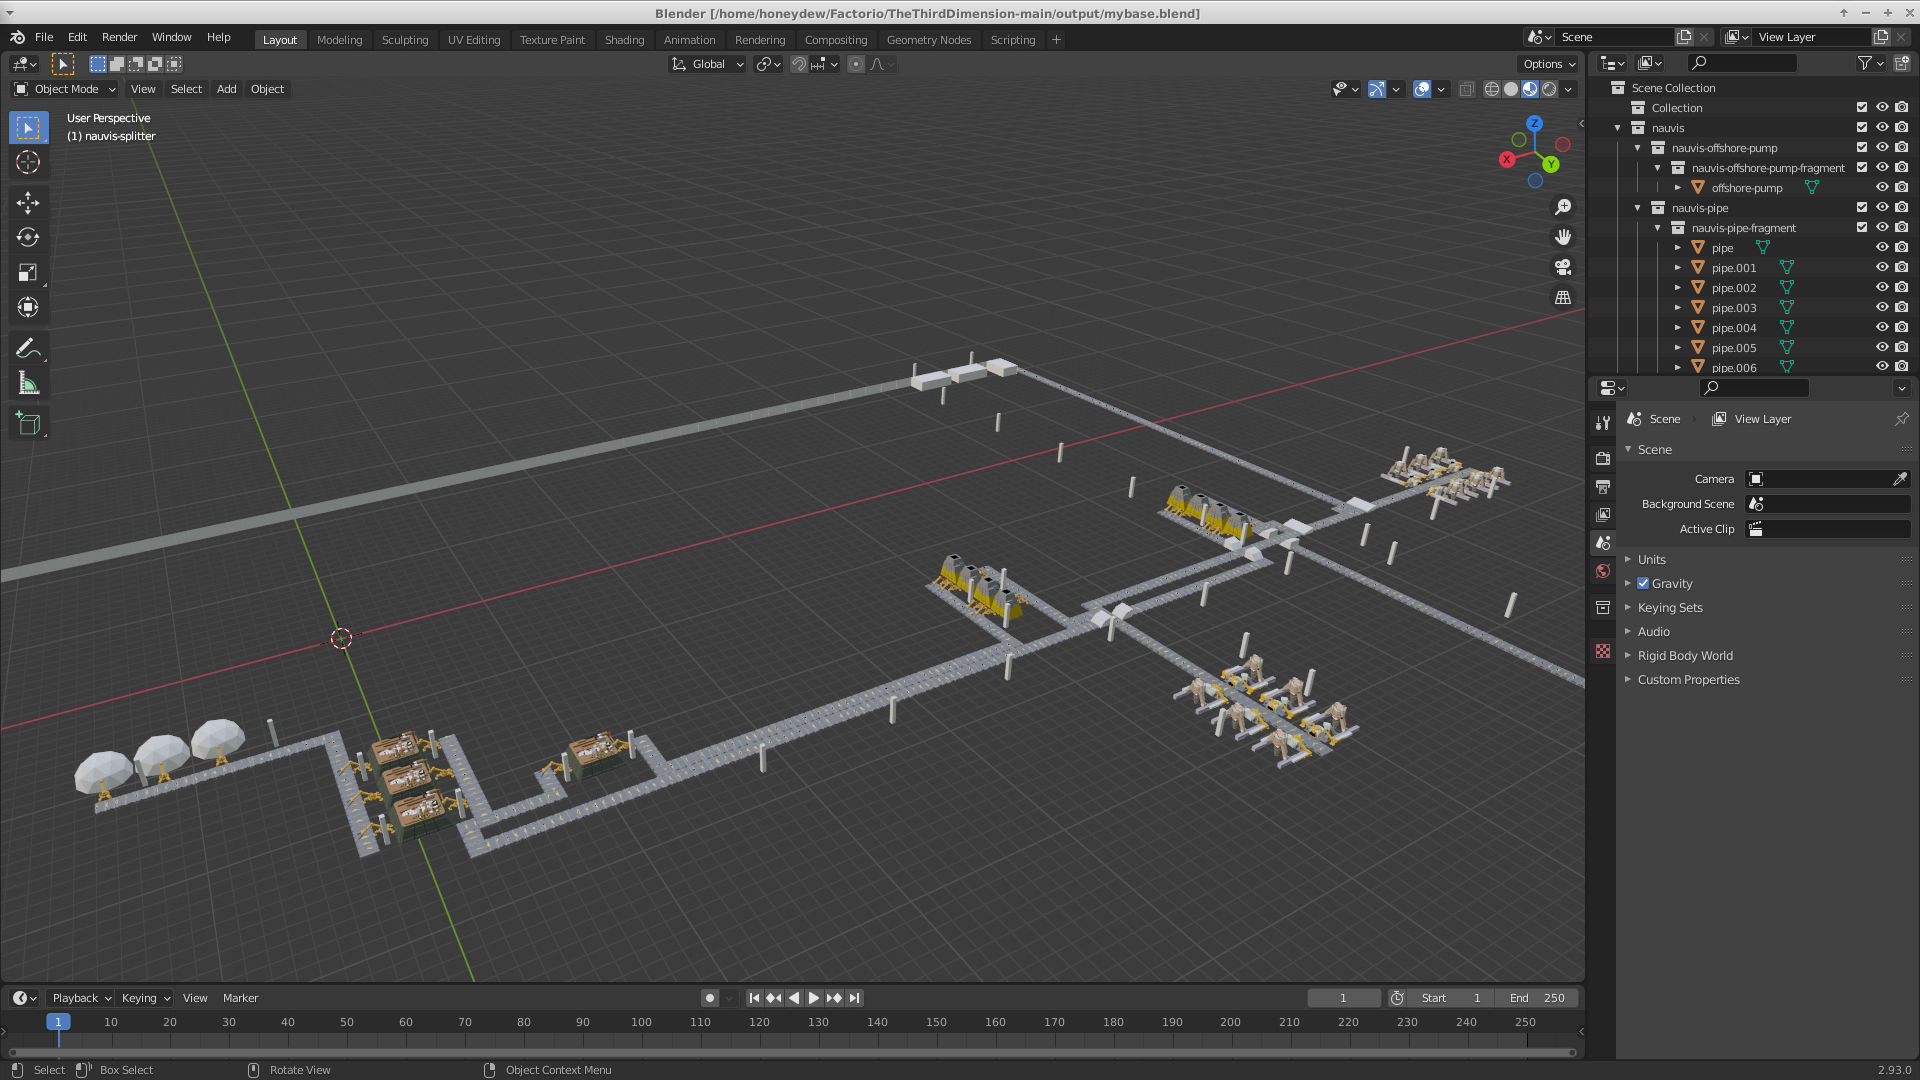 Blender [/home/honeydew/Factorio/TheThirdDimension-main/output/mybase.blend]
File Edit Render Window Help Layout Modeling Sculpting UV Editing Texture Paint Shading Animation Rendering Compositing Geometry Nodes Scripting + Scene View Layer
Global Options
Object Mode View Select Add Object
User Perspective
(1) nauvis-splitter
Z
X
Y
Scene Collection
Collection
nauvis
nauvis-offshore-pump
nauvis-offshore-pump-fragment
offshore-pump
nauvis-pipe
nauvis-pipe-fragment
pipe
pipe.001
pipe.002
pipe.003
pipe.004
pipe.005
pipe.006
Scene View Layer
Scene
Camera
Background Scene
Active Clip
Units
Gravity
Keying Sets
Audio
Rigid Body World
Custom Properties
Playback Keying View Marker 1 Start 1 End 250
1 10 20 30 40 50 60 70 80 90 100 110 120 130 140 150 160 170 180 190 200 210 220 230 240 250
Select Box Select Rotate View Object Context Menu 2.93.0